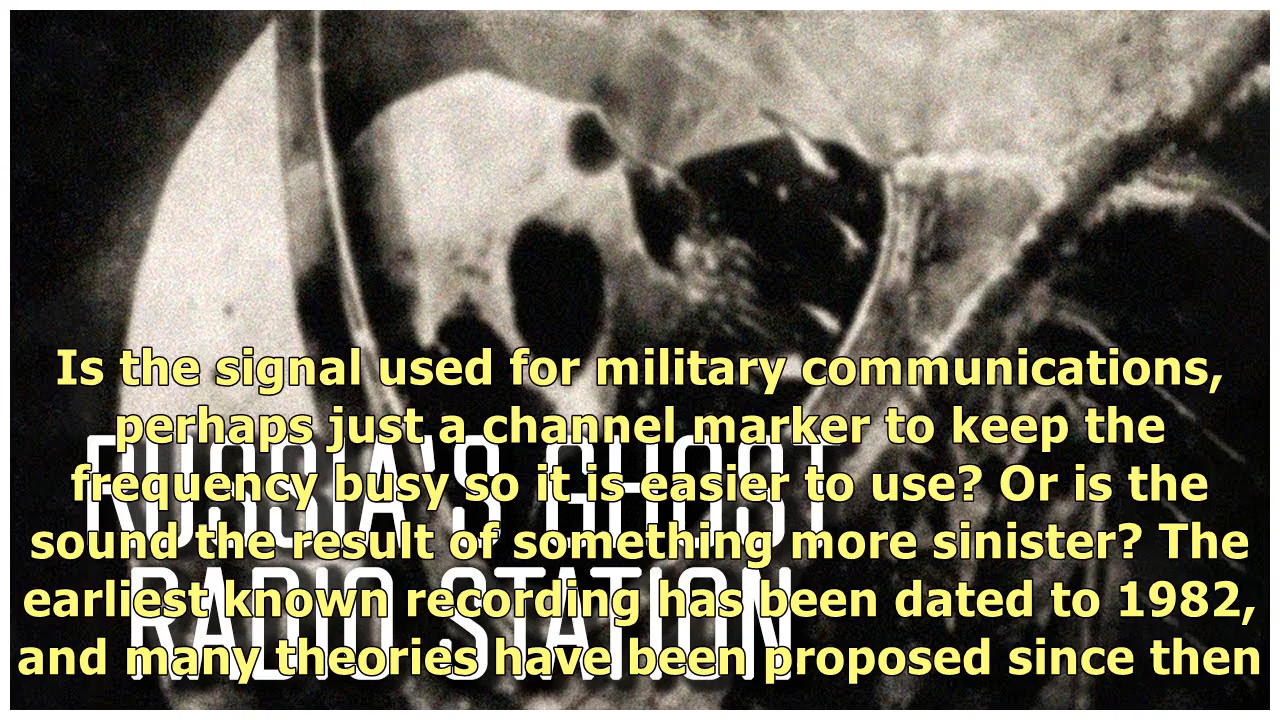 Is the signal used for military communications,
perhaps just a channel marker to keep the
RUSSIA'S GHOST
frequency busy so it is easier to use? Or is the
sound the result of something more sinister? The
RADIO STATION
earliest known recording has been dated to 1982,
and many theories have been proposed since then